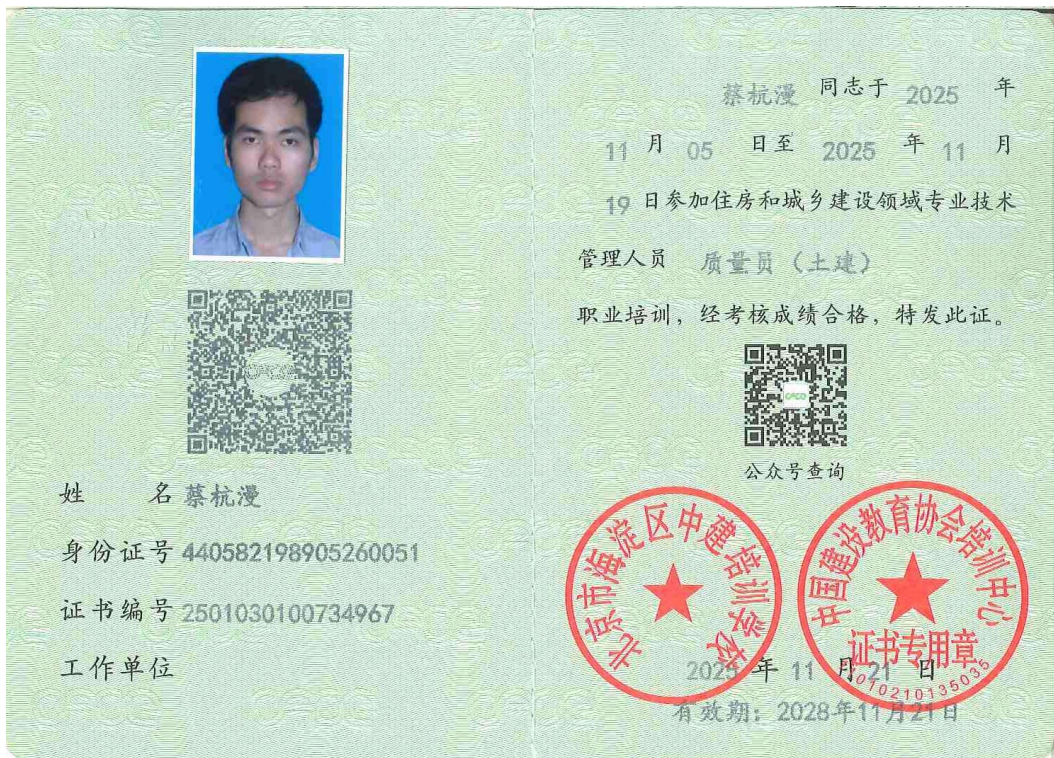 姓 名 蔡杭漫
身份证号 440582198905260051
证书编号 2501030100734967
工作单位
蔡杭漫 同志于 2025 年
11 月 05 日至 2025 年 11 月
19 日参加住房和城乡建设领域专业技术
管理人员 质量员（土建）
职业培训，经考核成绩合格，特发此证。
CECO
公众号查询
北京市海淀区中建培训学校
中国建设教育协会培训中心
证书专用章
2025 年 11 月 21 日
有效期：2028年11月21日